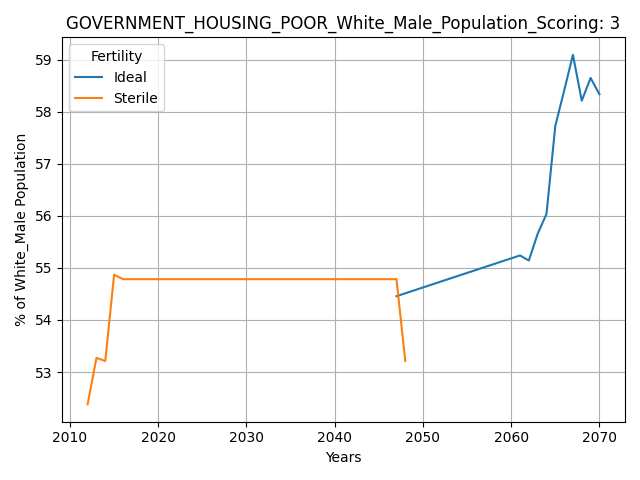 GOVERNMENT_HOUSING_POOR_White_Male_Population_Scoring: 3
Fertility
Ideal
Sterile
% of White_Male Population
59
58
57
56
55
54
53
2010 2020 2030 2040 2050 2060 2070
Years